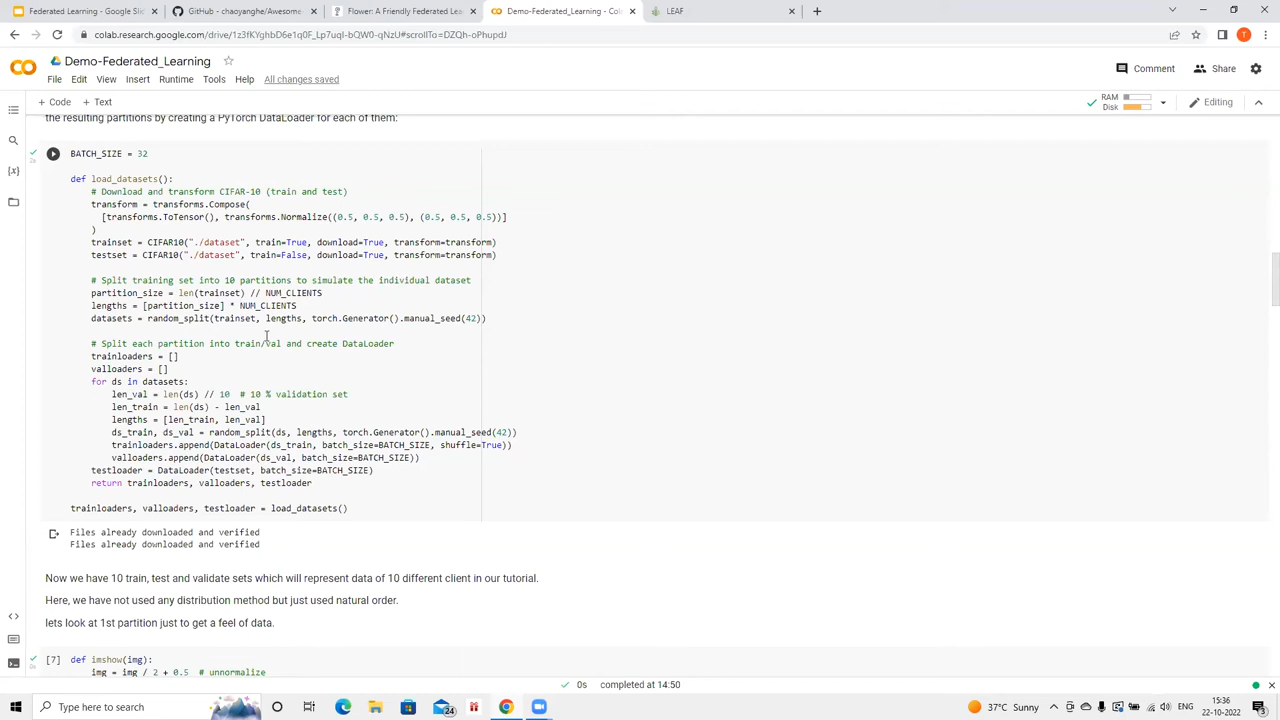 Federated Learning - Google Slid
GitHub - chaoyanghe/Awesome
Flower: A Friendly Federated Lea
Demo-Federated_Learning - Col
LEAF
colab.research.google.com/drive/1z3fKYghbD6e1q0F_Lp7uqI-bQW0-qNzU#scrollTo=DZQh-oPhupdJ
T
Demo-Federated_Learning
File Edit View Insert Runtime Tools Help All changes saved
Comment Share
+ Code + Text
RAM
Disk
Editing
the resulting partitions by creating a PyTorch DataLoader for each of them:
BATCH_SIZE = 32
def load_datasets():
# Download and transform CIFAR-10 (train and test)
transform = transforms.Compose(
[transforms.ToTensor(), transforms.Normalize((0.5, 0.5, 0.5), (0.5, 0.5, 0.5))]
)
trainset = CIFAR10("./dataset", train=True, download=True, transform=transform)
testset = CIFAR10("./dataset", train=False, download=True, transform=transform)
# Split training set into 10 partitions to simulate the individual dataset
partition_size = len(trainset) // NUM_CLIENTS
lengths = [partition_size] * NUM_CLIENTS
datasets = random_split(trainset, lengths, torch.Generator().manual_seed(42))
# Split each partition into train/val and create DataLoader
trainloaders = []
valloaders = []
for ds in datasets:
len_val = len(ds) // 10 # 10 % validation set
len_train = len(ds) - len_val
lengths = [len_train, len_val]
ds_train, ds_val = random_split(ds, lengths, torch.Generator().manual_seed(42))
trainloaders.append(DataLoader(ds_train, batch_size=BATCH_SIZE, shuffle=True))
valloaders.append(DataLoader(ds_val, batch_size=BATCH_SIZE))
testloader = DataLoader(testset, batch_size=BATCH_SIZE)
return trainloaders, valloaders, testloader
trainloaders, valloaders, testloader = load_datasets()
Files already downloaded and verified
Files already downloaded and verified
Now we have 10 train, test and validate sets which will represent data of 10 different client in our tutorial.
Here, we have not used any distribution method but just used natural order.
lets look at 1st partition just to get a feel of data.
[7] def imshow(img):
img = img / 2 + 0.5 # unnormalize
0s completed at 14:50
Type here to search
24
37°C Sunny
ENG
15:36
22-10-2022